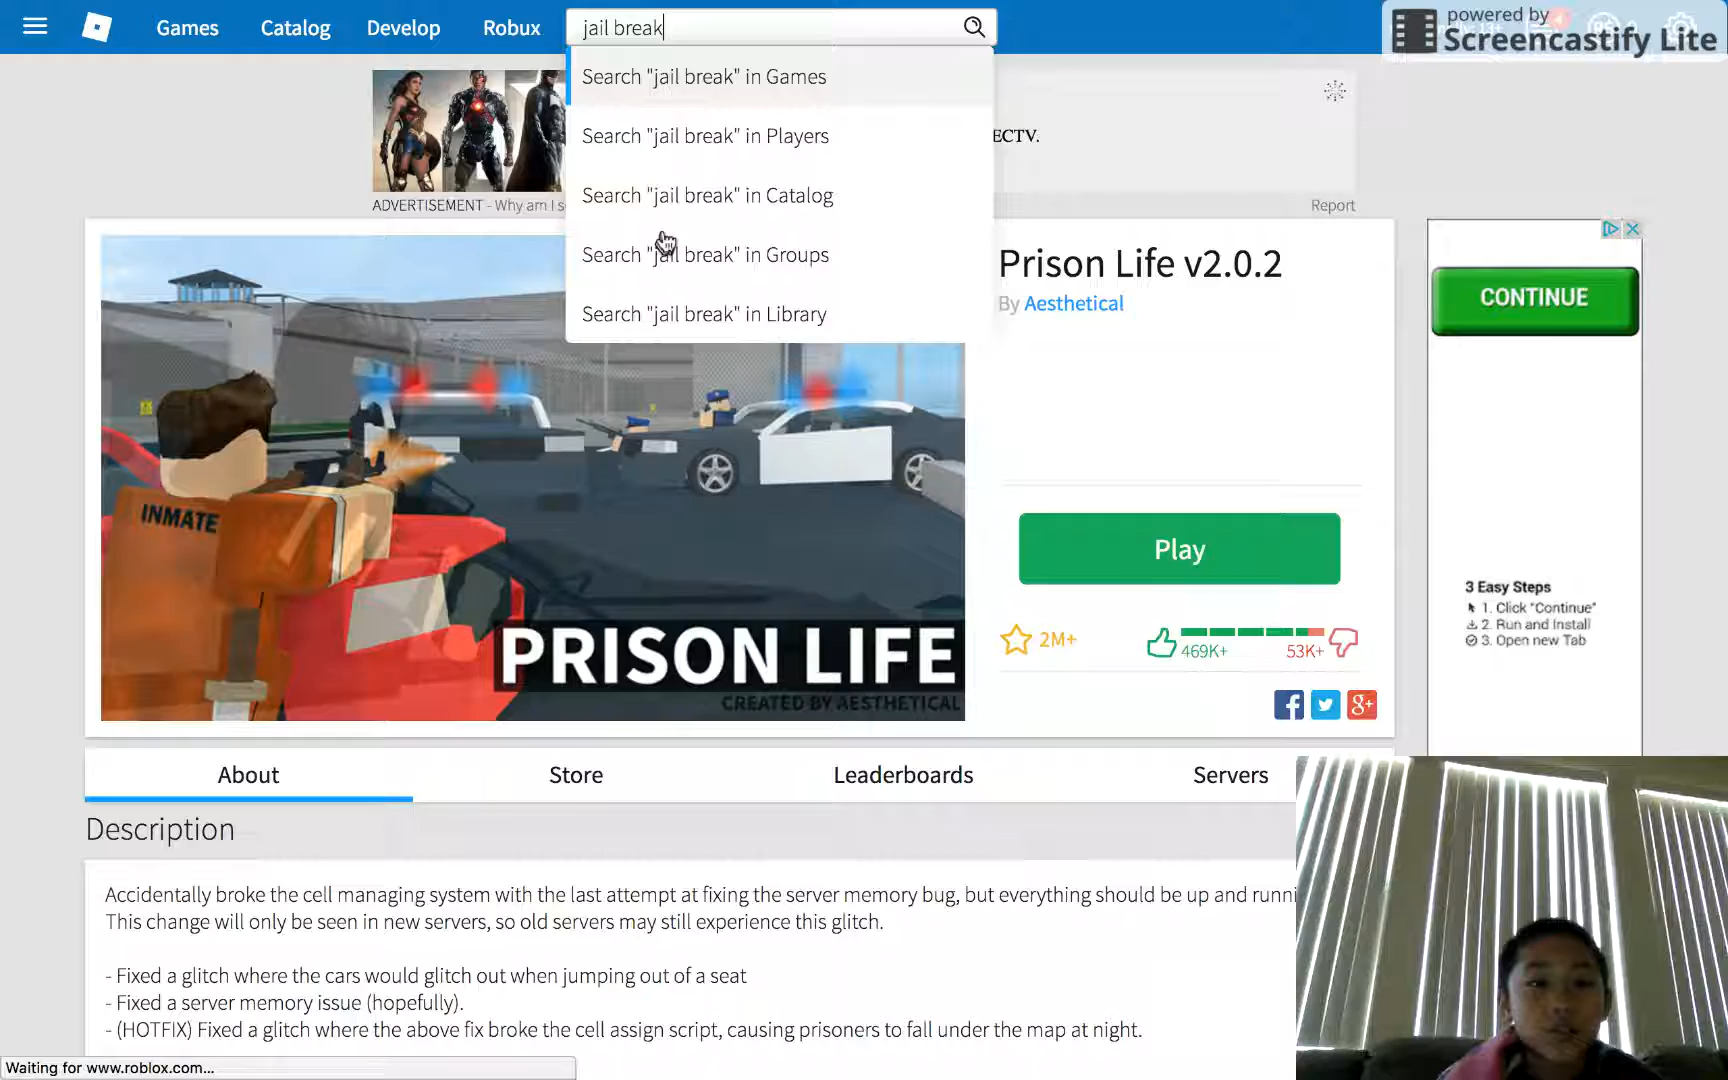 Games
Catalog
Develop
Robux
jail break
powered by
Screencastify Lite
Search "jail break" in Games
Search "jail break" in Players
Search "jail break" in Catalog
Search "jail break" in Groups
Search "jail break" in Library
ECTV.
ADVERTISEMENT - Why am I s
Report
Prison Life v2.0.2
By Aesthetical
CONTINUE
INMATE
Play
2M+
469K+
53K+
3 Easy Steps
1. Click "Continue"
2. Run and Install
3. Open new Tab
PRISON LIFE
CREATED BY AESTHETICAL
About
Store
Leaderboards
Servers
Description
Accidentally broke the cell managing system with the last attempt at fixing the server memory bug, but everything should be up and runni
This change will only be seen in new servers, so old servers may still experience this glitch.
- Fixed a glitch where the cars would glitch out when jumping out of a seat
- Fixed a server memory issue (hopefully).
- (HOTFIX) Fixed a glitch where the above fix broke the cell assign script, causing prisoners to fall under the map at night.
Waiting for www.roblox.com...